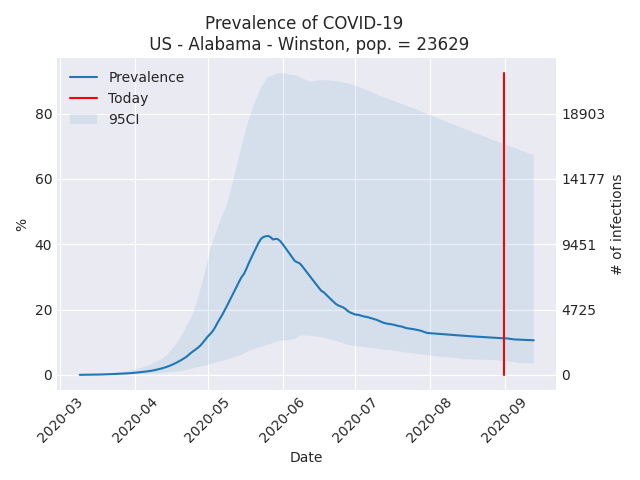 Prevalence of COVID-19
US - Alabama - Winston, pop. = 23629
Prevalence
Today
95CI
80
60
40
20
0
%
18903
14177
9451
4725
0
# of infections
2020-03
2020-04
2020-05
2020-06
2020-07
2020-08
2020-09
Date